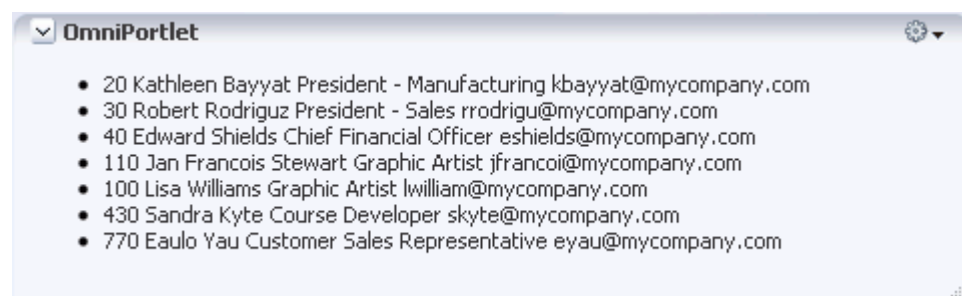 OmniPortlet
• 20 Kathleen Bayyat President - Manufacturing kbayyat@mycompany.com
• 30 Robert Rodriguz President - Sales rrodrigu@mycompany.com
• 40 Edward Shields Chief Financial Officer eshields@mycompany.com
• 110 Jan Francois Stewart Graphic Artist jfrancoi@mycompany.com
• 100 Lisa Williams Graphic Artist lwilliam@mycompany.com
• 430 Sandra Kyte Course Developer skyte@mycompany.com
• 770 Eaulo Yau Customer Sales Representative eyau@mycompany.com